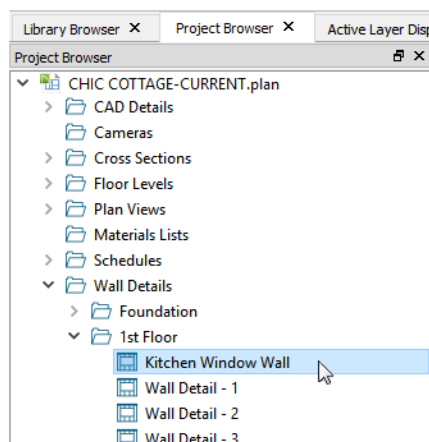 Library Browser Project Browser Active Layer Disp
Project Browser
CHIC COTTAGE-CURRENT.plan
CAD Details
Cameras
Cross Sections
Floor Levels
Plan Views
Materials Lists
Schedules
Wall Details
Foundation
1st Floor
Kitchen Window Wall
Wall Detail - 1
Wall Detail - 2
Wall Detail - 3